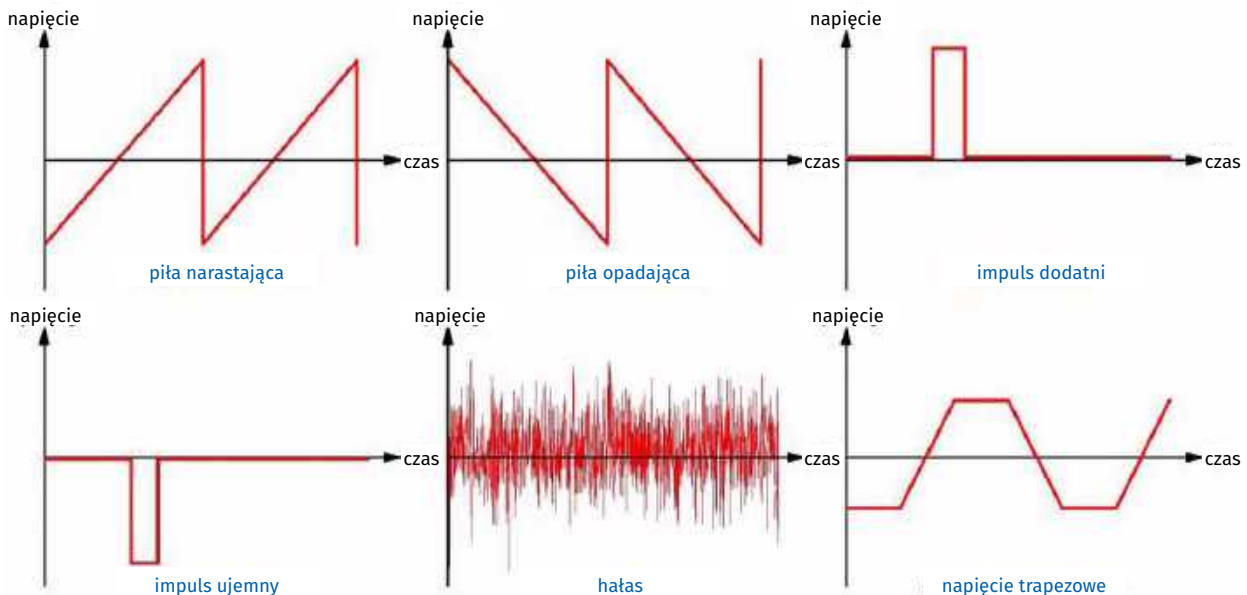 napięcie
napięcie
napięcie
czas
czas
czas
piła narastająca
piła opadająca
impuls dodatni
napięcie
napięcie
napięcie
czas
czas
czas
impuls ujemny
hałas
napięcie trapezowe